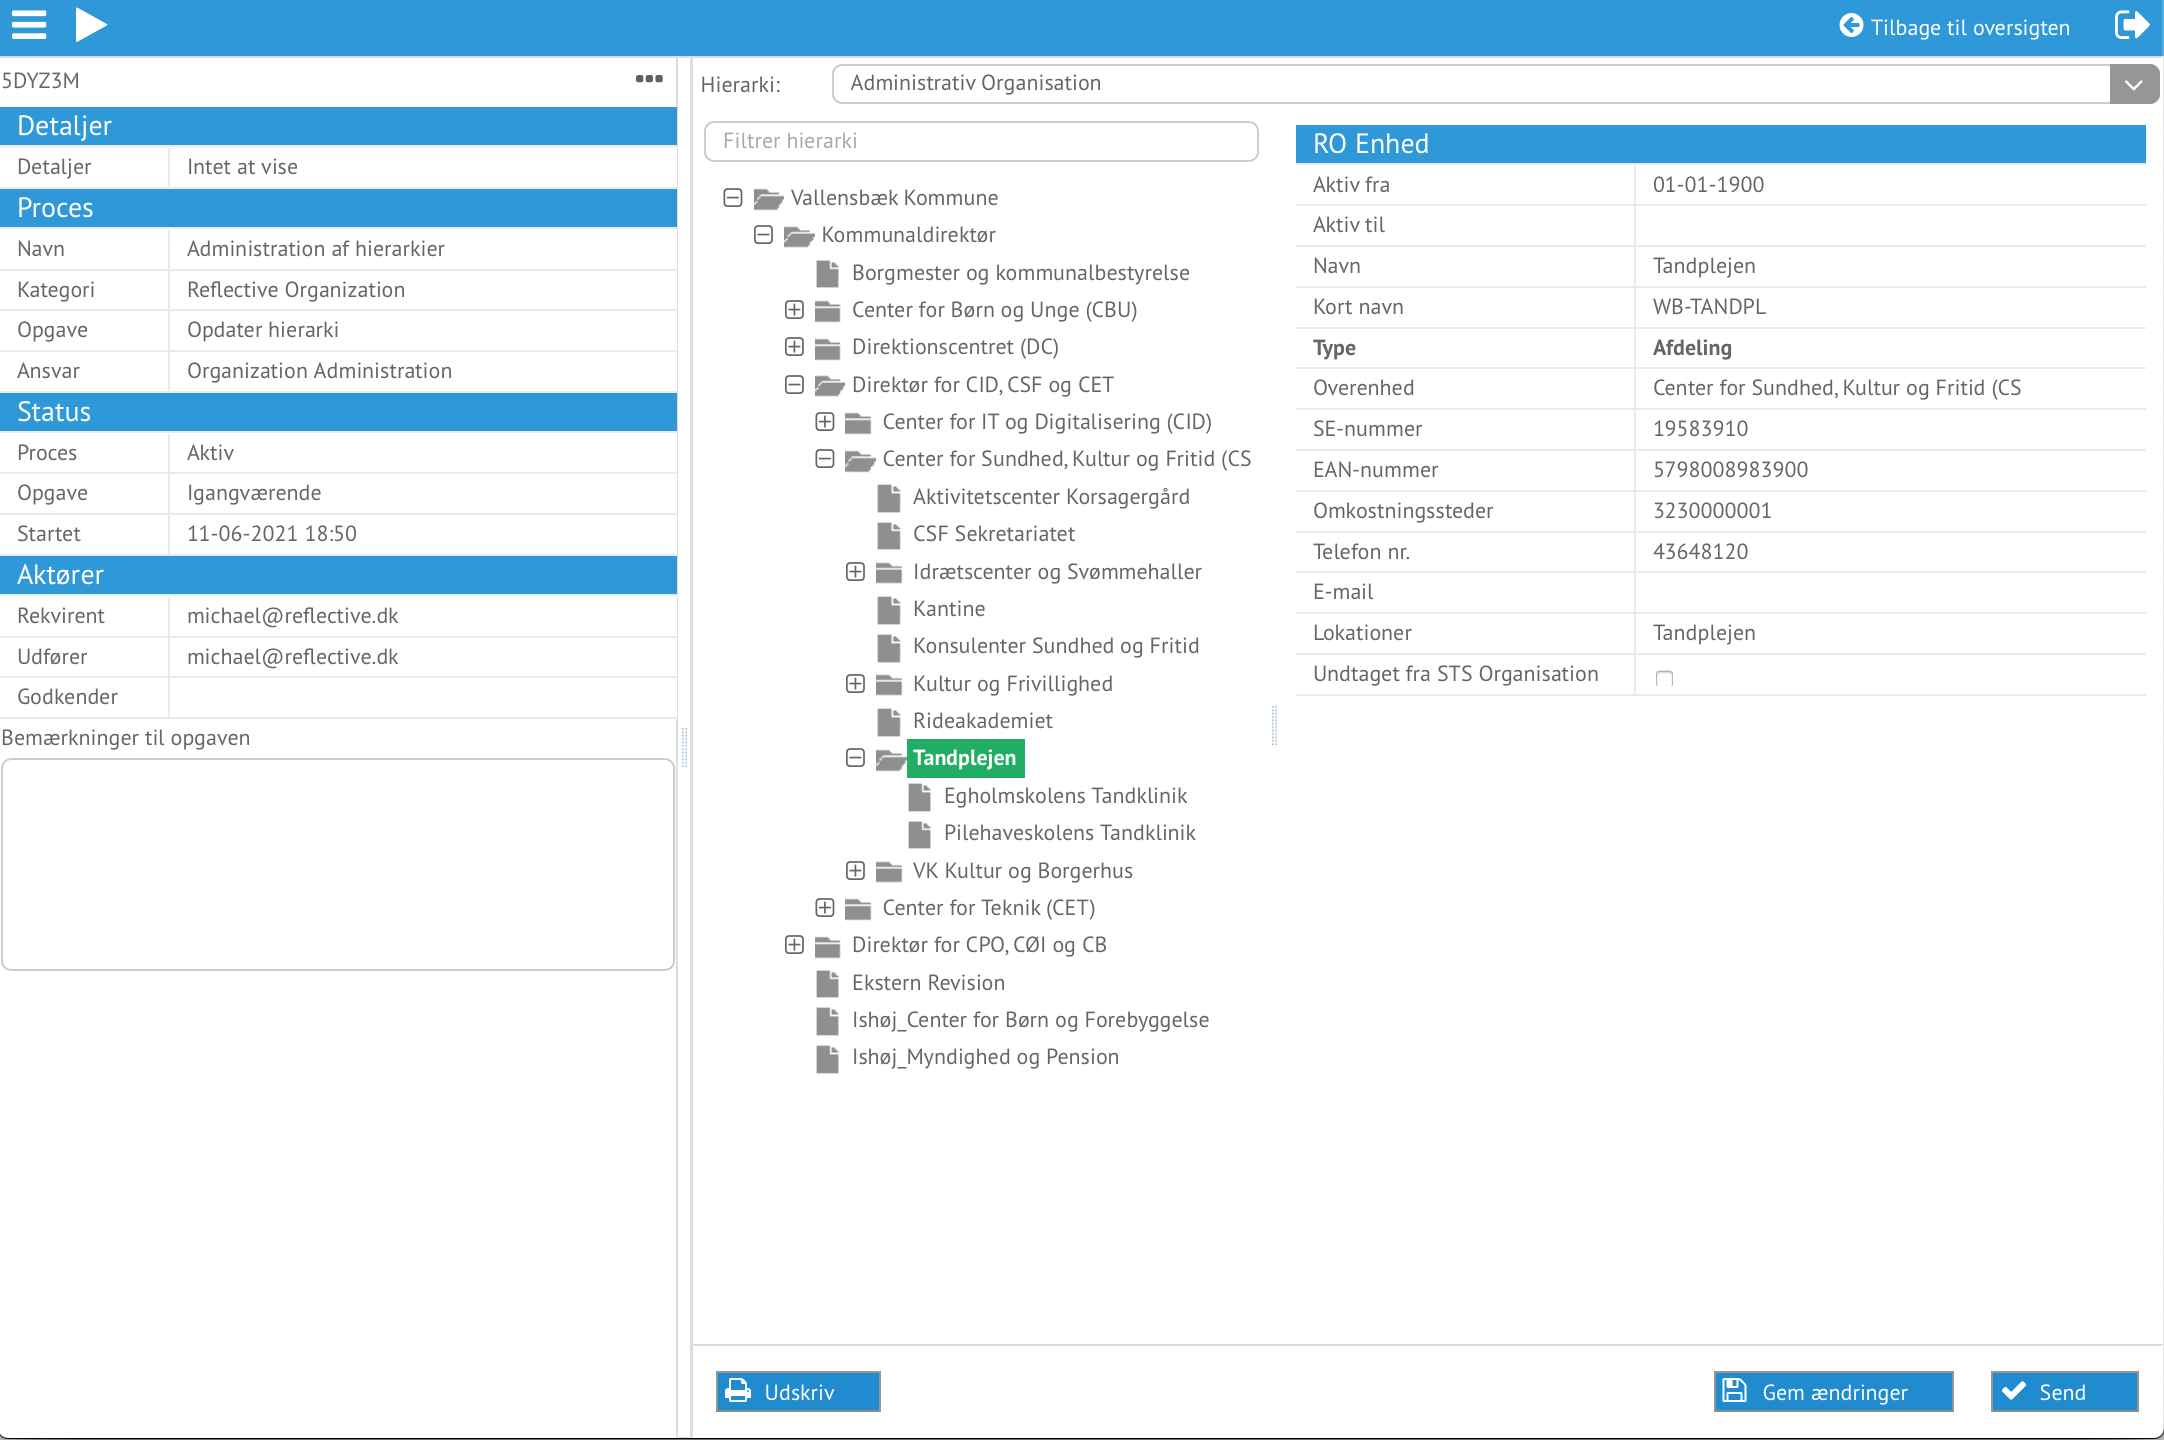 Tilbage til oversigten
5DYZ3M
Detaljer
Detaljer Intet at vise
Proces
Navn Administration af hierarkier
Kategori Reflective Organization
Opgave Opdater hierarki
Ansvar Organization Administration
Status
Proces Aktiv
Opgave Igangværende
Startet 11-06-2021 18:50
Aktører
Rekvirent michael@reflective.dk
Udfører michael@reflective.dk
Godkender
Bemærkninger til opgaven
Hierarki: Administrativ Organisation
Filtrer hierarki
Vallensbæk Kommune
Kommunaldirektør
Borgmester og kommunalbestyrelse
Center for Børn og Unge (CBU)
Direktionscentret (DC)
Direktør for CID, CSF og CET
Center for IT og Digitalisering (CID)
Center for Sundhed, Kultur og Fritid (CS
Aktivitetscenter Korsagergård
CSF Sekretariatet
Idrætscenter og Svømmehaller
Kantine
Konsulenter Sundhed og Fritid
Kultur og Frivillighed
Rideakademiet
Tandplejen
Egholmskolens Tandklinik
Pilehaveskolens Tandklinik
VK Kultur og Borgerhus
Center for Teknik (CET)
Direktør for CPO, CØI og CB
Ekstern Revision
Ishøj_Center for Børn og Forebyggelse
Ishøj_Myndighed og Pension
RO Enhed
Aktiv fra 01-01-1900
Aktiv til
Navn Tandplejen
Kort navn WB-TANDPL
Type Afdeling
Overenhed Center for Sundhed, Kultur og Fritid (CS
SE-nummer 19583910
EAN-nummer 5798008983900
Omkostningssteder 3230000001
Telefon nr. 43648120
E-mail
Lokationer Tandplejen
Undtaget fra STS Organisation
Udskriv
Gem ændringer
Send